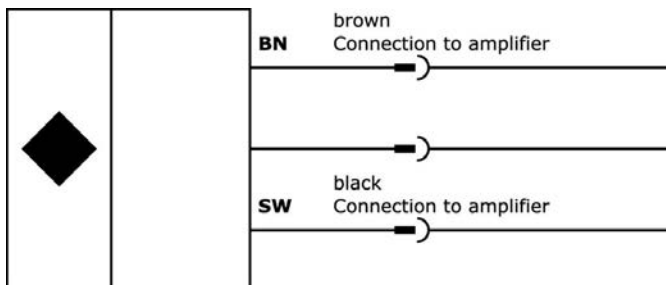 brown
BN Connection to amplifier
black
SW Connection to amplifier